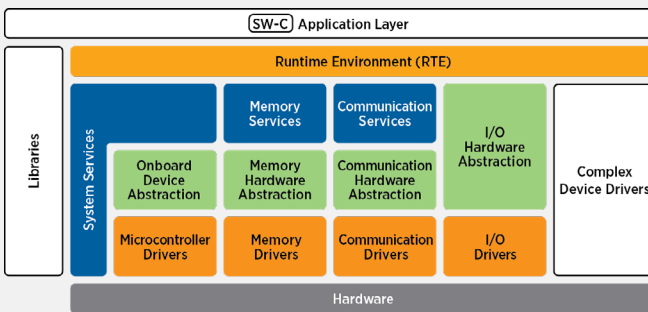 SW-C Application Layer
Runtime Environment (RTE)
Libraries
System Services
Memory
Services
Communication
Services
I/O
Hardware
Abstraction
Complex
Device Drivers
Onboard
Device
Abstraction
Memory
Hardware
Abstraction
Communication
Hardware
Abstraction
Microcontroller
Drivers
Memory
Drivers
Communication
Drivers
I/O
Drivers
Hardware